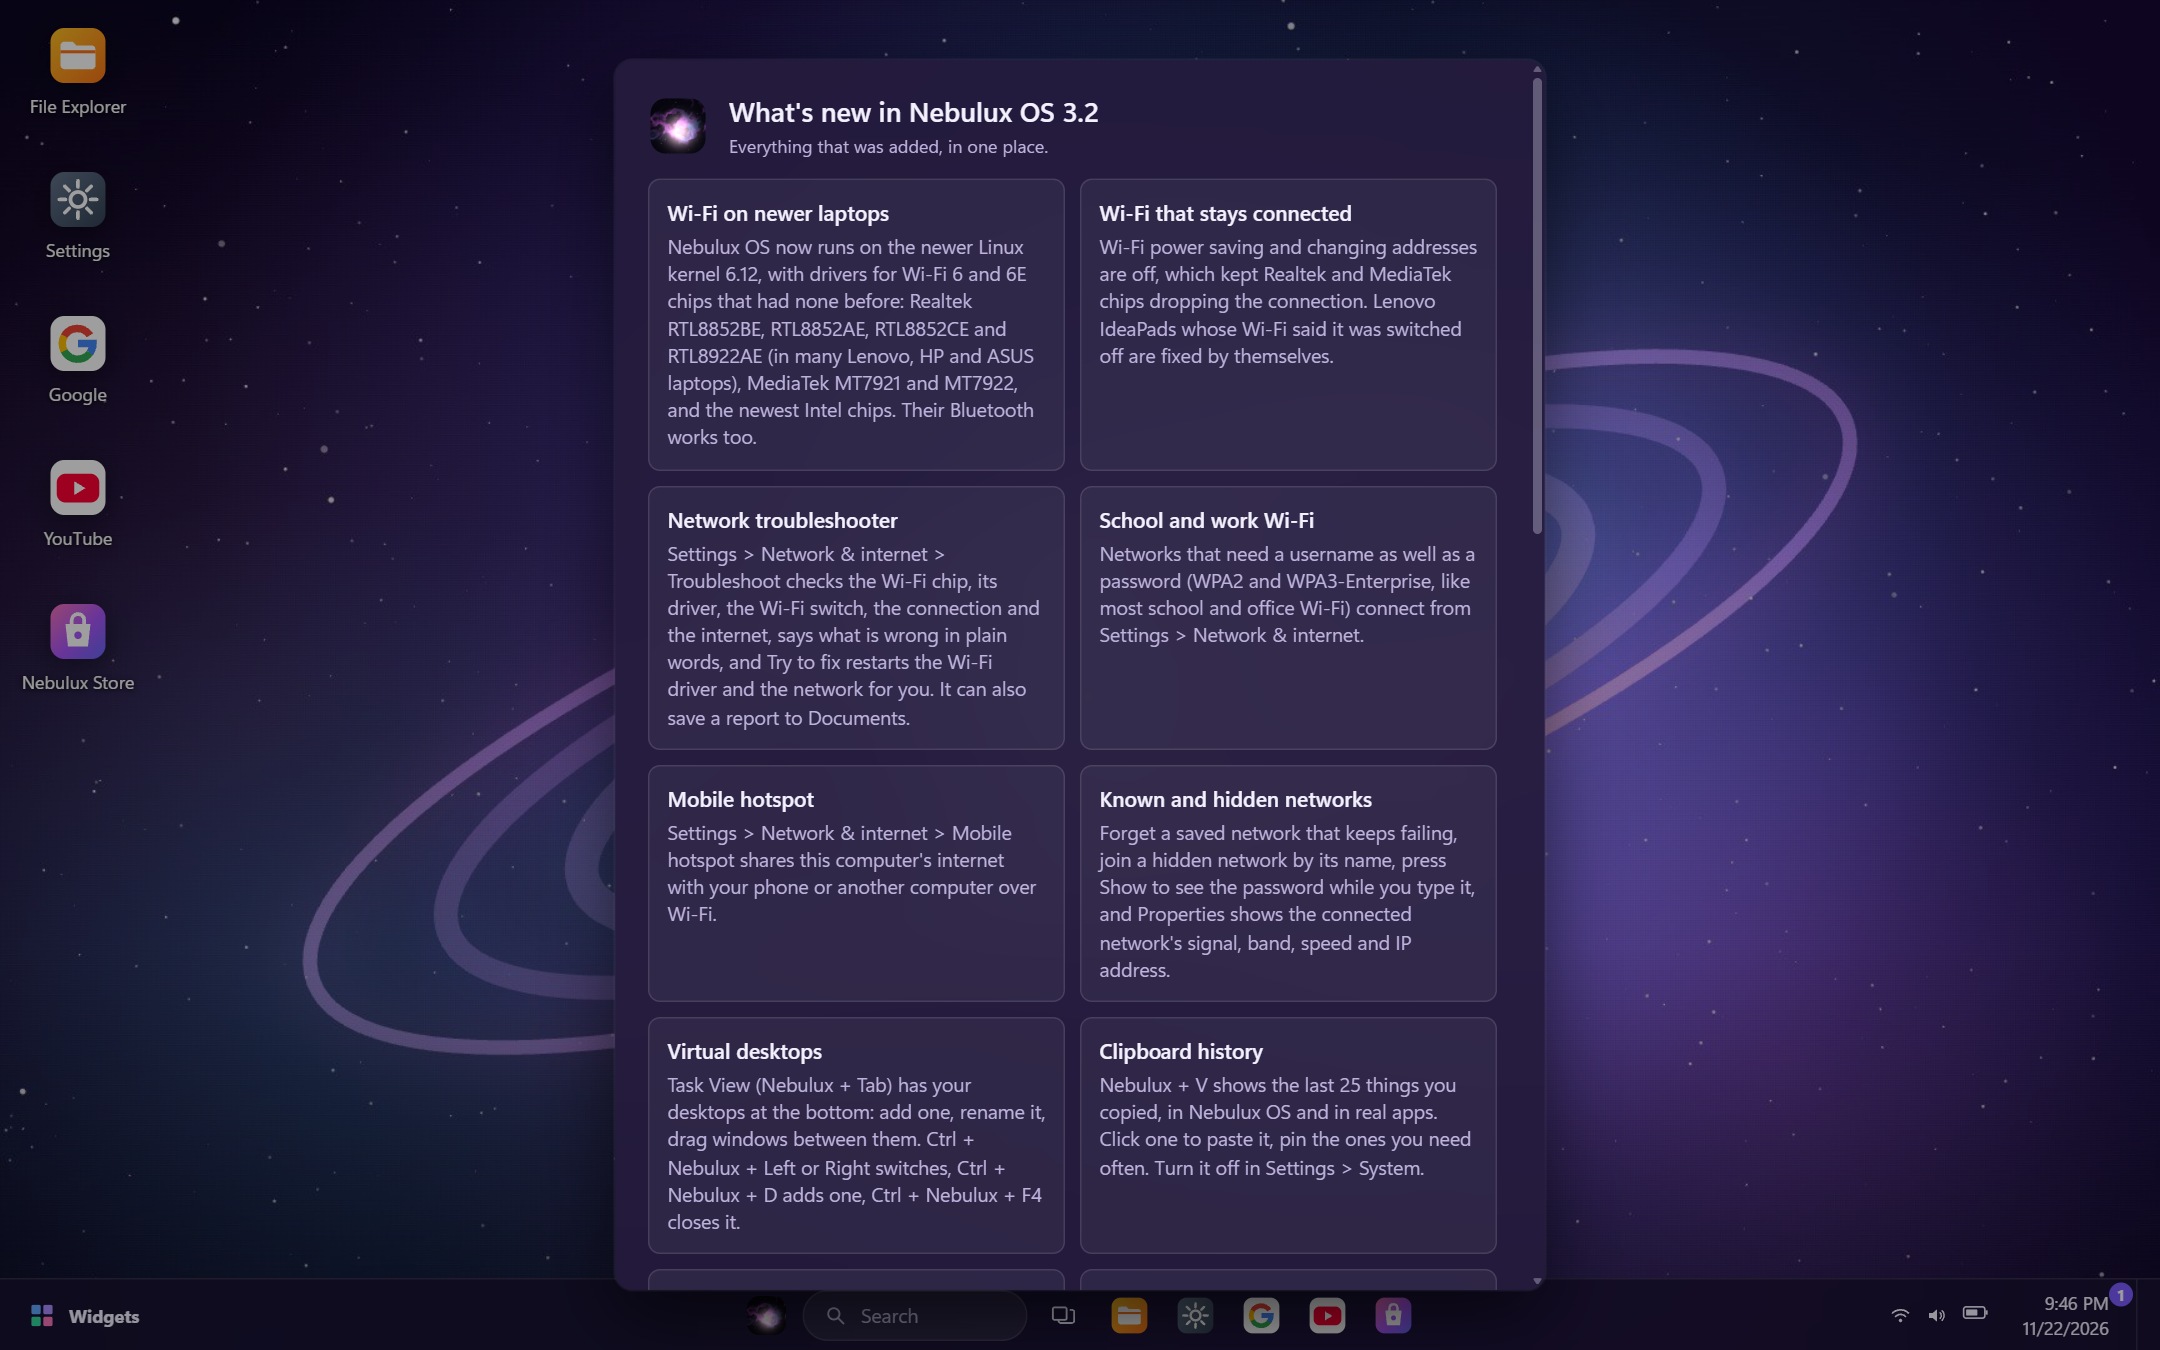 File Explorer
Settings
Google
YouTube
Nebulux Store
What's new in Nebulux OS 3.2
Everything that was added, in one place.
Wi-Fi on newer laptops
Nebulux OS now runs on the newer Linux
kernel 6.12, with drivers for Wi-Fi 6 and 6E
chips that had none before: Realtek
RTL8852BE, RTL8852AE, RTL8852CE and
RTL8922AE (in many Lenovo, HP and ASUS
laptops), MediaTek MT7921 and MT7922,
and the newest Intel chips. Their Bluetooth
works too.
Wi-Fi that stays connected
Wi-Fi power saving and changing addresses
are off, which kept Realtek and MediaTek
chips dropping the connection. Lenovo
IdeaPads whose Wi-Fi said it was switched
off are fixed by themselves.
Network troubleshooter
Settings > Network & internet >
Troubleshoot checks the Wi-Fi chip, its
driver, the Wi-Fi switch, the connection and
the internet, says what is wrong in plain
words, and Try to fix restarts the Wi-Fi
driver and the network for you. It can also
save a report to Documents.
School and work Wi-Fi
Networks that need a username as well as a
password (WPA2 and WPA3-Enterprise, like
most school and office Wi-Fi) connect from
Settings > Network & internet.
Mobile hotspot
Settings > Network & internet > Mobile
hotspot shares this computer's internet
with your phone or another computer over
Wi-Fi.
Known and hidden networks
Forget a saved network that keeps failing,
join a hidden network by its name, press
Show to see the password while you type it,
and Properties shows the connected
network's signal, band, speed and IP
address.
Virtual desktops
Task View (Nebulux + Tab) has your
desktops at the bottom: add one, rename it,
drag windows between them. Ctrl +
Nebulux + Left or Right switches, Ctrl +
Nebulux + D adds one, Ctrl + Nebulux + F4
closes it.
Clipboard history
Nebulux + V shows the last 25 things you
copied, in Nebulux OS and in real apps.
Click one to paste it, pin the ones you need
often. Turn it off in Settings > System.
Widgets
Search
9:46 PM
1
11/22/2026